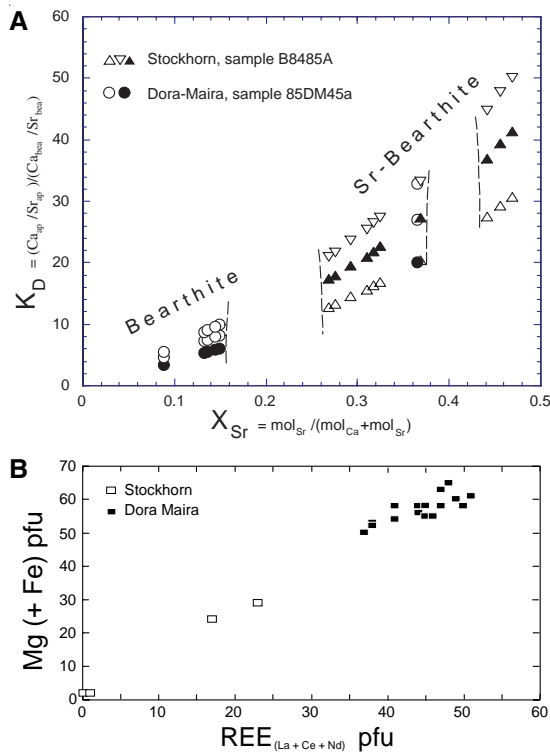 A
60
50
40
30
20
10
0
K_D = (Ca_ap / Sr_ap)/(Ca_bea / Sr_bea)
△▽▲ Stockhorn, sample B8485A
○● Dora-Maira, sample 85DM45a
Sr-Bearthite
Bearthite
0 0.1 0.2 0.3 0.4 0.5
X_Sr = mol_Sr /(mol_Ca+mol_Sr)
B
70
60
50
40
30
20
10
0
Mg (+ Fe) pfu
□ Stockhorn
■ Dora Maira
0 10 20 30 40 50 60
REE_(La + Ce + Nd) pfu